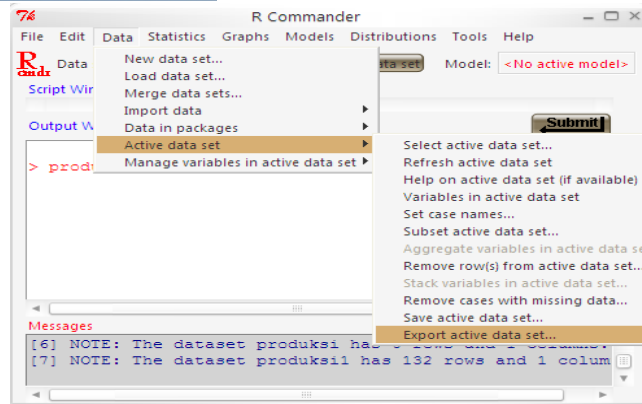 R Commander
File Edit Data Statistics Graphs Models Distributions Tools Help
Rcmdr Data Model: <No active model>
New data set...
Load data set...
Merge data sets...
Import data
Data in packages
Active data set
Manage variables in active data set
Script Wi
Output W
Submit
> produ
Select active data set...
Refresh active data set
Help on active data set (if available)
Variables in active data set
Set case names...
Subset active data set...
Aggregate variables in active data se
Remove row(s) from active data set...
Stack variables in active data set...
Remove cases with missing data...
Save active data set...
Export active data set...
Messages
[6] NOTE: The dataset produksi has
[7] NOTE: The dataset produksi1 has 132 rows and 1 colum